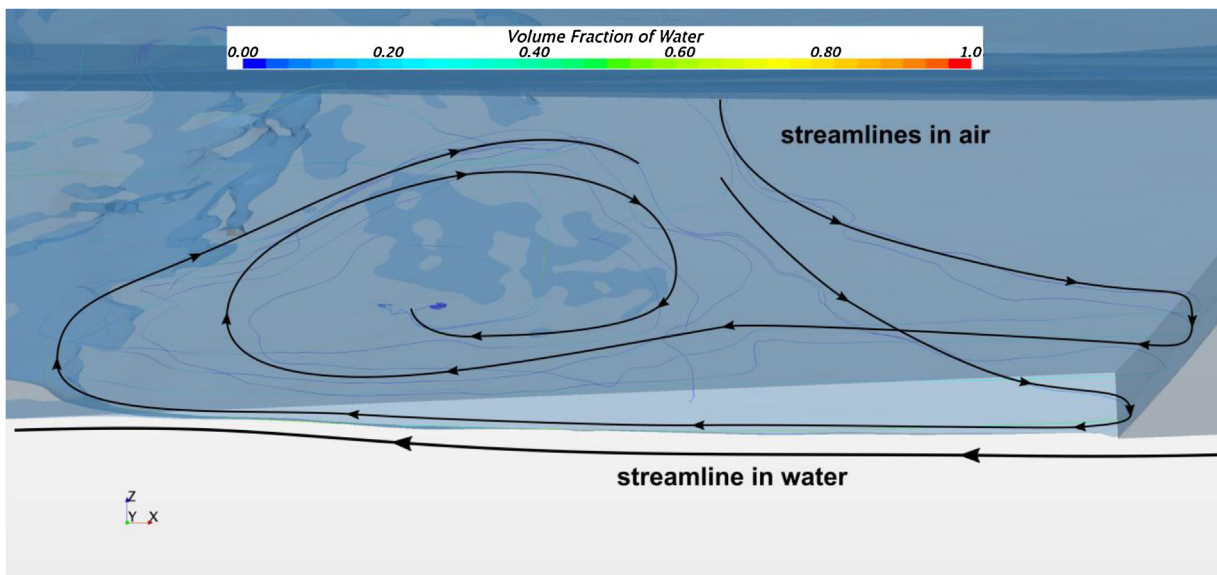 Volume Fraction of Water
0.00 0.20 0.40 0.60 0.80 1.0
streamlines in air
streamline in water
Z
Y X